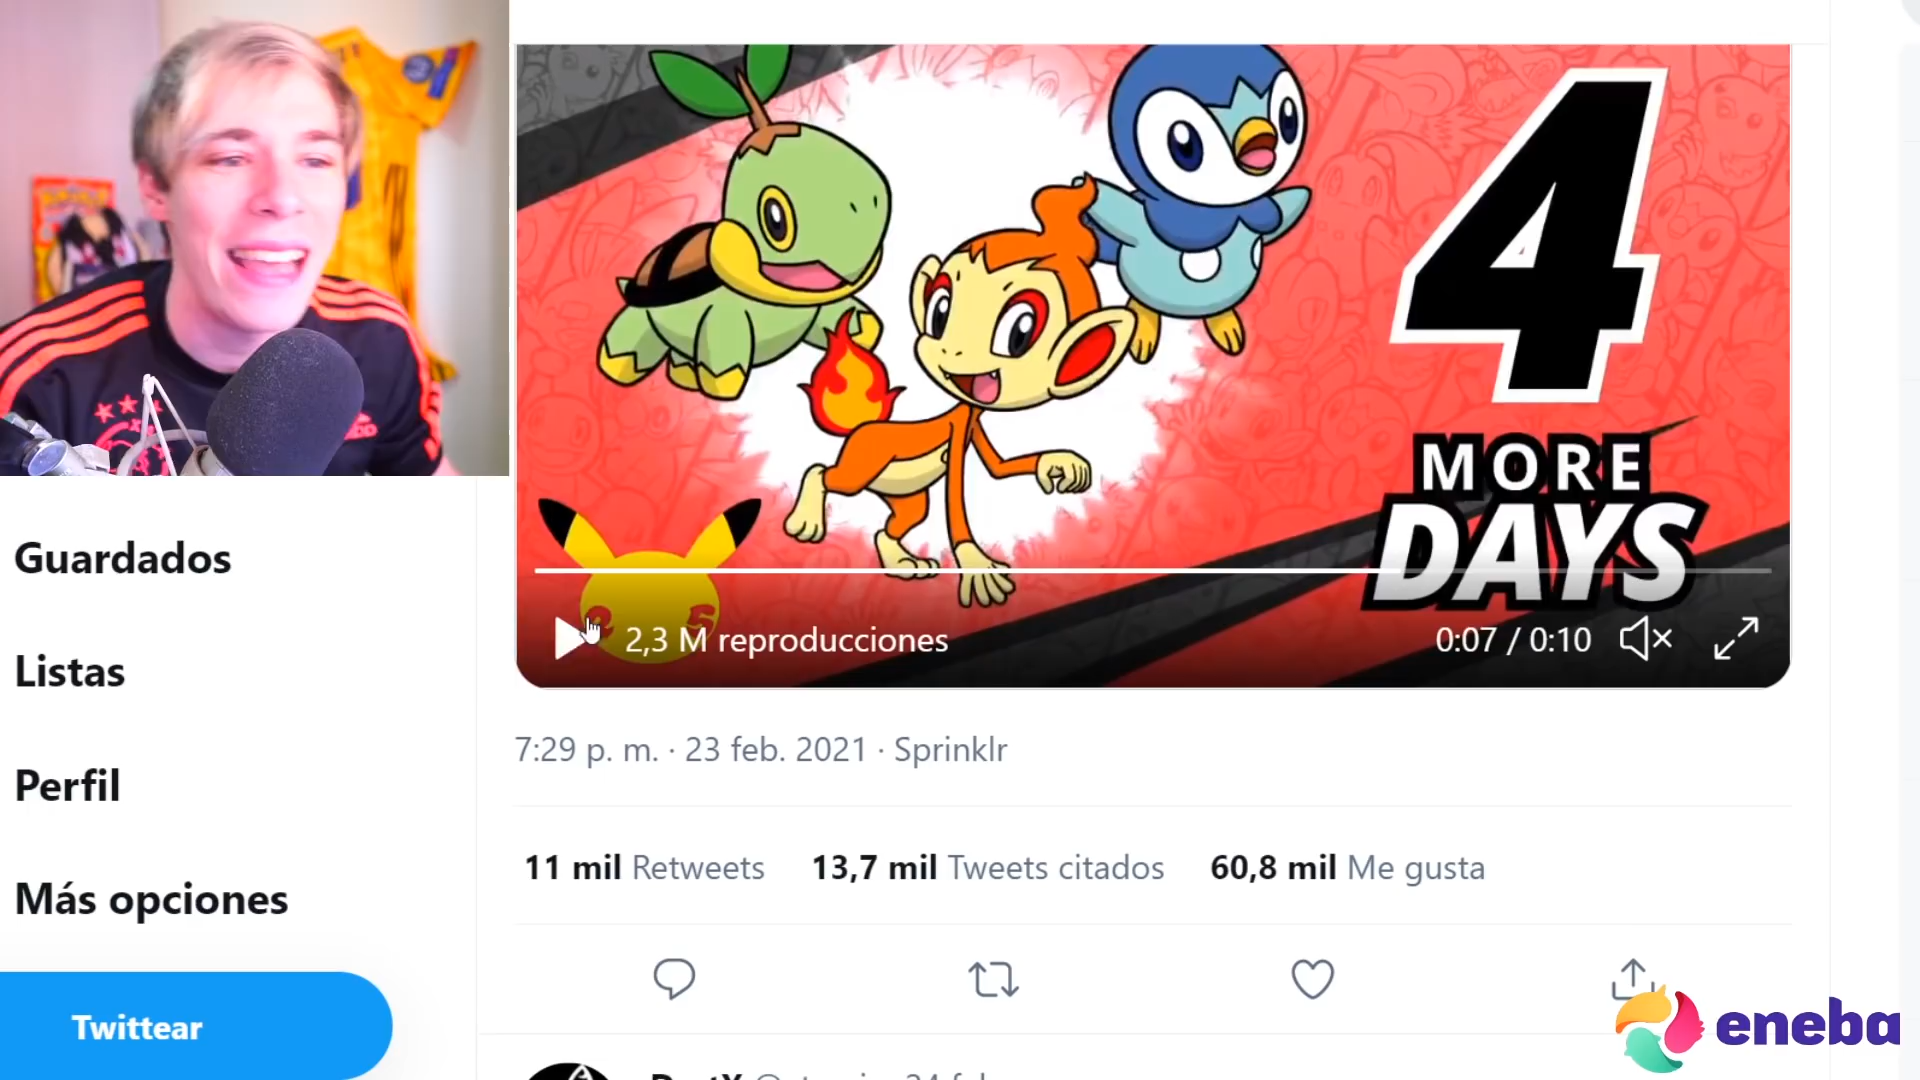 4
MORE
DAYS
25
2,3 M reproducciones
0:07 / 0:10
Guardados
Listas
Perfil
Más opciones
Twittear
7:29 p. m. · 23 feb. 2021 · Sprinklr
11 mil Retweets 13,7 mil Tweets citados 60,8 mil Me gusta
eneba